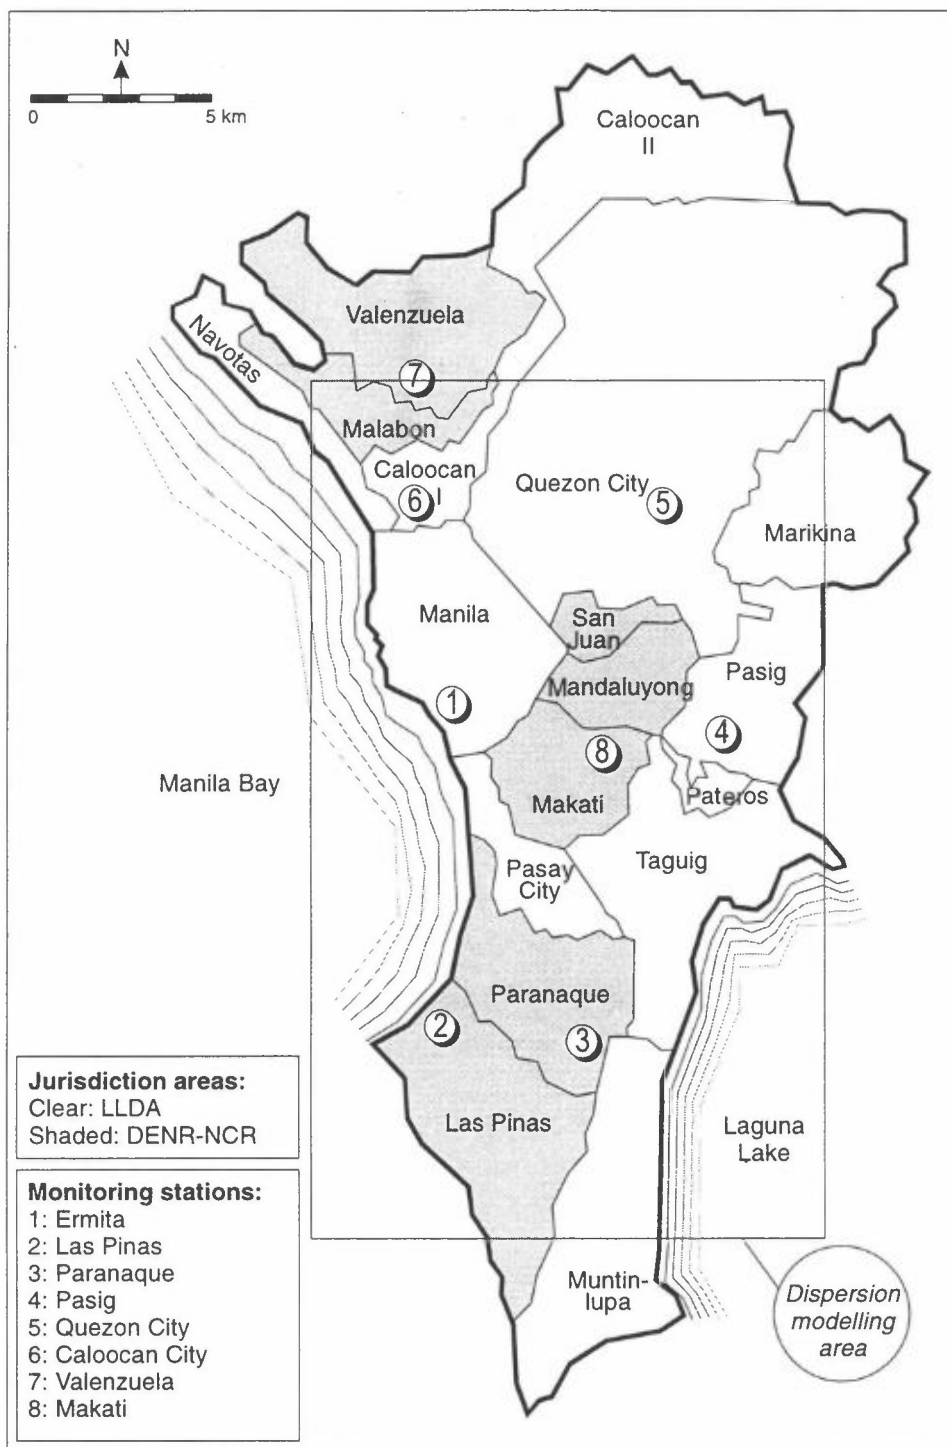 N
0 5 km
Caloocan
II
Valenzuela
Navotas
7
Malabon
Caloocan
I
6
Quezon City
5
Marikina
Manila
San
Juan
Mandaluyong
Pasig
1
4
8
Manila Bay
Makati
Pateros
Pasay
City
Taguig
Paranaque
2
3
Las Pinas
Laguna
Lake
Muntin-
lupa
Dispersion
modelling
area
Jurisdiction areas:
Clear: LLDA
Shaded: DENR-NCR
Monitoring stations:
1: Ermita
2: Las Pinas
3: Paranaque
4: Pasig
5: Quezon City
6: Caloocan City
7: Valenzuela
8: Makati